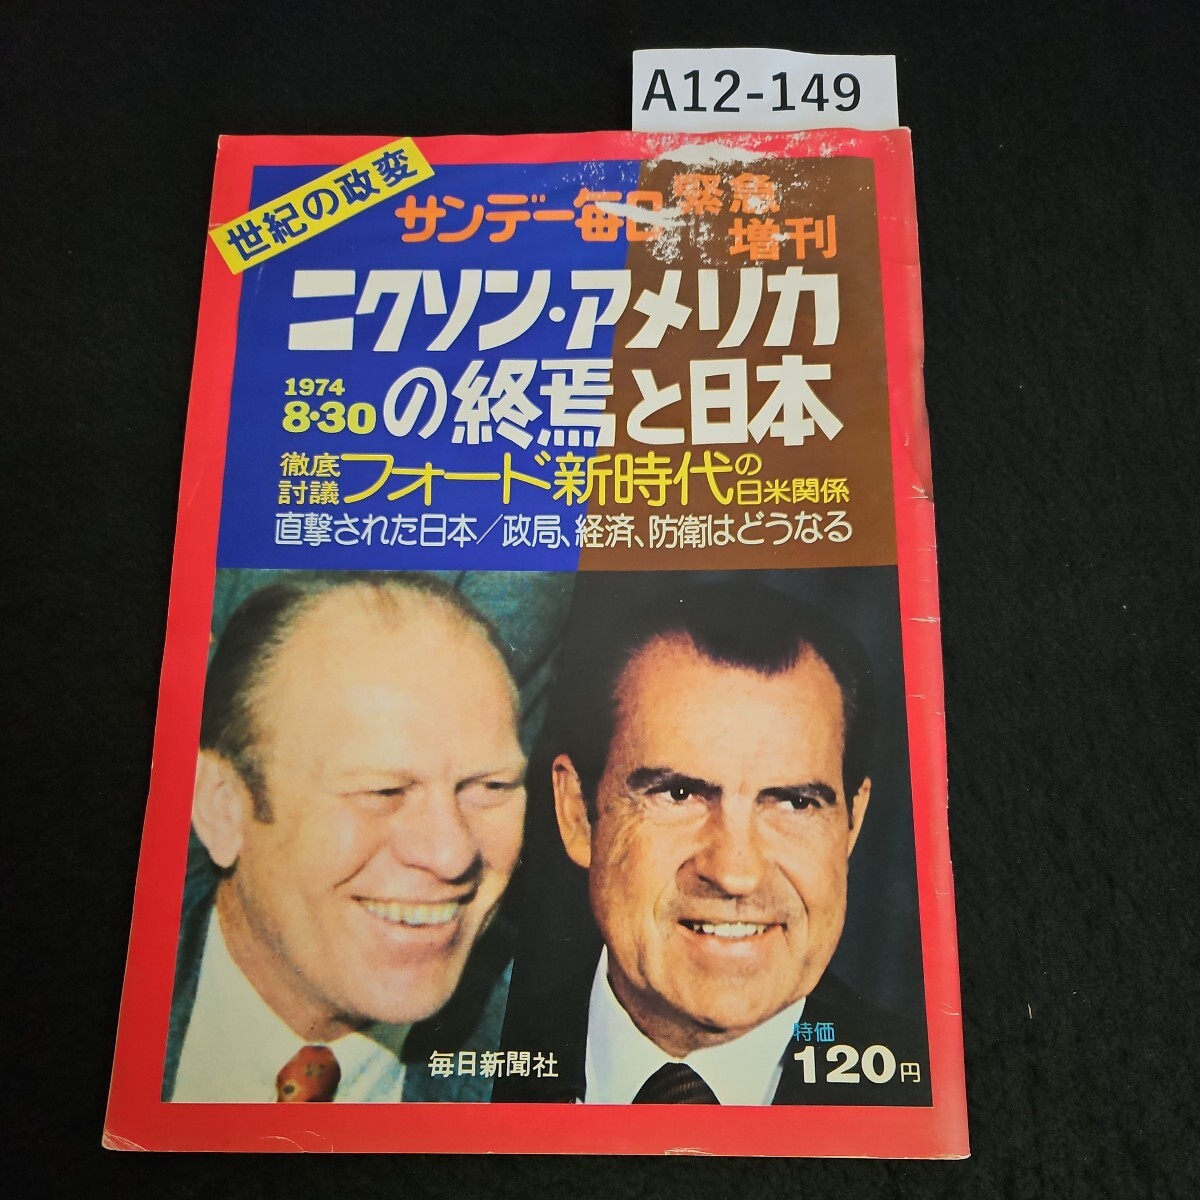 A12-149
世紀の政変
サンデー毎日 緊急
増刊
ニクソン・アメリカ
の終焉と日本
1974
8・30
徹底
討議
フォード新時代の
日米関係
直撃された日本／政局、経済、防衛はどうなる
毎日新聞社
特価
120円